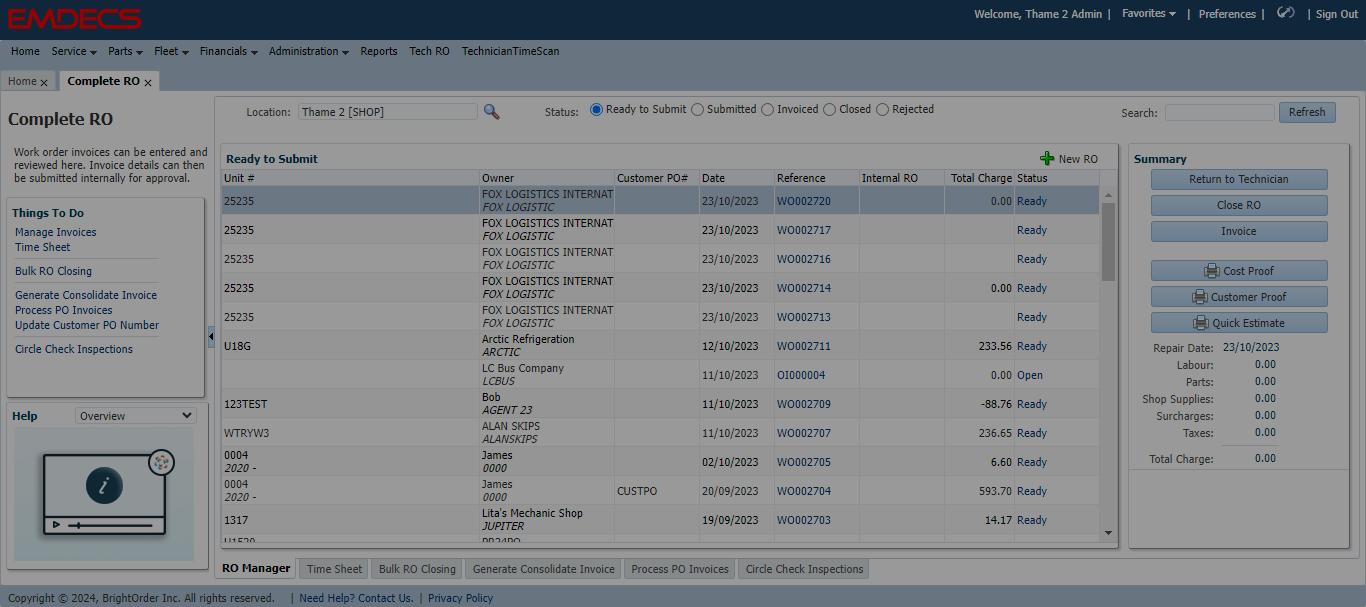 EMDECS
Welcome, Thame 2 Admin | Favorites | Preferences | | Sign Out
Home Service Parts Fleet Financials Administration Reports Tech RO TechnicianTimeScan
Home x Complete RO x
Complete RO
Work order invoices can be entered and
reviewed here. Invoice details can then
be submitted internally for approval.
Things To Do
Manage Invoices
Time Sheet
Bulk RO Closing
Generate Consolidate Invoice
Process PO Invoices
Update Customer PO Number
Circle Check Inspections
Help Overview
i
Location: Thame 2 [SHOP] Status: Ready to Submit Submitted Invoiced Closed Rejected Search: Refresh
Ready to Submit New RO
Unit # Owner Customer PO# Date Reference Internal RO Total Charge Status
25235 FOX LOGISTICS INTERNAT 23/10/2023 WO002720 0.00 Ready
FOX LOGISTIC
25235 FOX LOGISTICS INTERNAT 23/10/2023 WO002717 Ready
FOX LOGISTIC
25235 FOX LOGISTICS INTERNAT 23/10/2023 WO002716 Ready
FOX LOGISTIC
25235 FOX LOGISTICS INTERNAT 23/10/2023 WO002714 0.00 Ready
FOX LOGISTIC
25235 FOX LOGISTICS INTERNAT 23/10/2023 WO002713 Ready
FOX LOGISTIC
U18G Arctic Refrigeration 12/10/2023 WO002711 233.56 Ready
ARCTIC
LC Bus Company 11/10/2023 OI000004 0.00 Open
LCBUS
123TEST Bob 11/10/2023 WO002709 -88.76 Ready
AGENT 23
WTRYW3 ALAN SKIPS 11/10/2023 WO002707 236.65 Ready
ALANSKIPS
0004 James 02/10/2023 WO002705 6.60 Ready
2020 - 0000
0004 James CUSTPO 20/09/2023 WO002704 593.70 Ready
2020 - 0000
1317 Lita's Mechanic Shop 19/09/2023 WO002703 14.17 Ready
JUPITER
Summary
Return to Technician
Close RO
Invoice
Cost Proof
Customer Proof
Quick Estimate
Repair Date: 23/10/2023
Labour: 0.00
Parts: 0.00
Shop Supplies: 0.00
Surcharges: 0.00
Taxes: 0.00
Total Charge: 0.00
RO Manager Time Sheet Bulk RO Closing Generate Consolidate Invoice Process PO Invoices Circle Check Inspections
Copyright © 2024, BrightOrder Inc. All rights reserved. | Need Help? Contact Us. | Privacy Policy